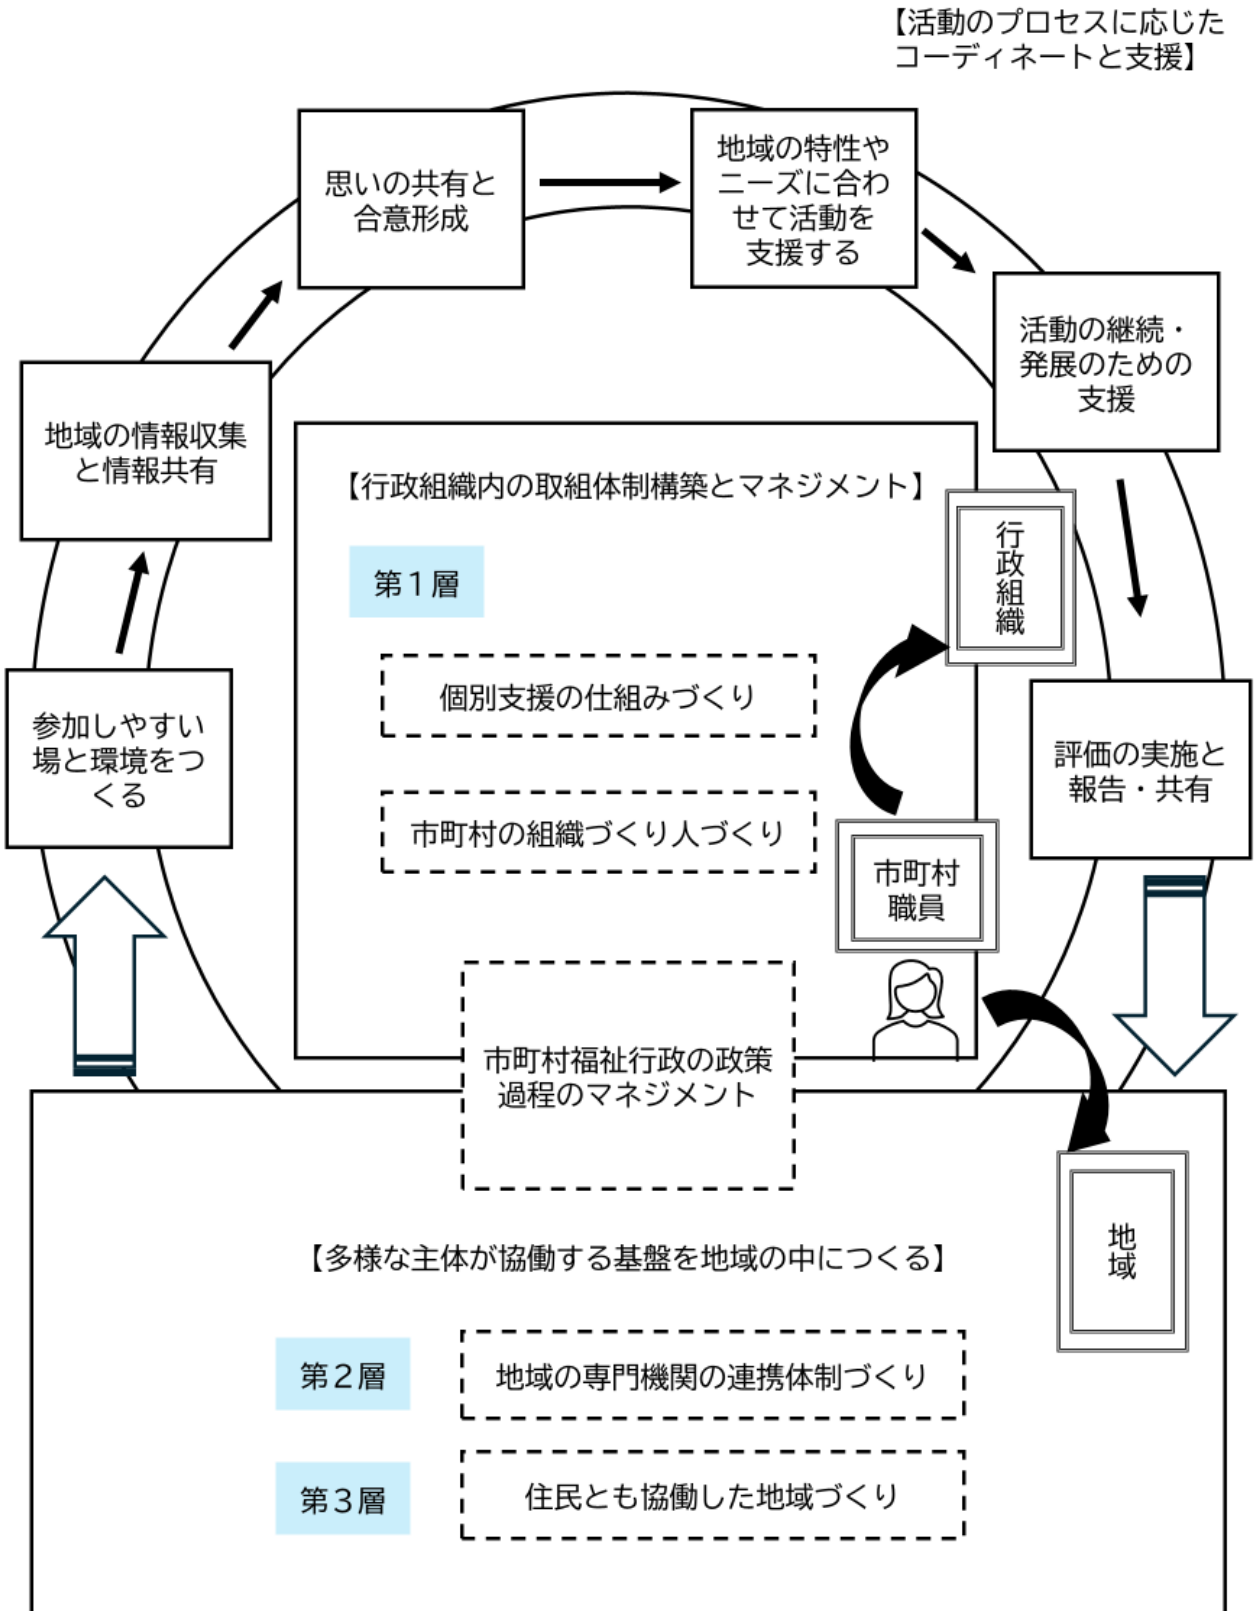 【活動のプロセスに応じた
コーディネートと支援】
思いの共有と
合意形成
地域の特性や
ニーズに合わ
せて活動を
支援する
活動の継続・
発展のための
支援
地域の情報収集
と情報共有
【行政組織内の取組体制構築とマネジメント】
行政組織
第1層
個別支援の仕組みづくり
参加しやすい
場と環境をつ
くる
評価の実施と
報告・共有
市町村の組織づくり人づくり
市町村
職員
市町村福祉行政の政策
過程のマネジメント
【多様な主体が協働する基盤を地域の中につくる】
地域
第2層
地域の専門機関の連携体制づくり
第3層
住民とも協働した地域づくり